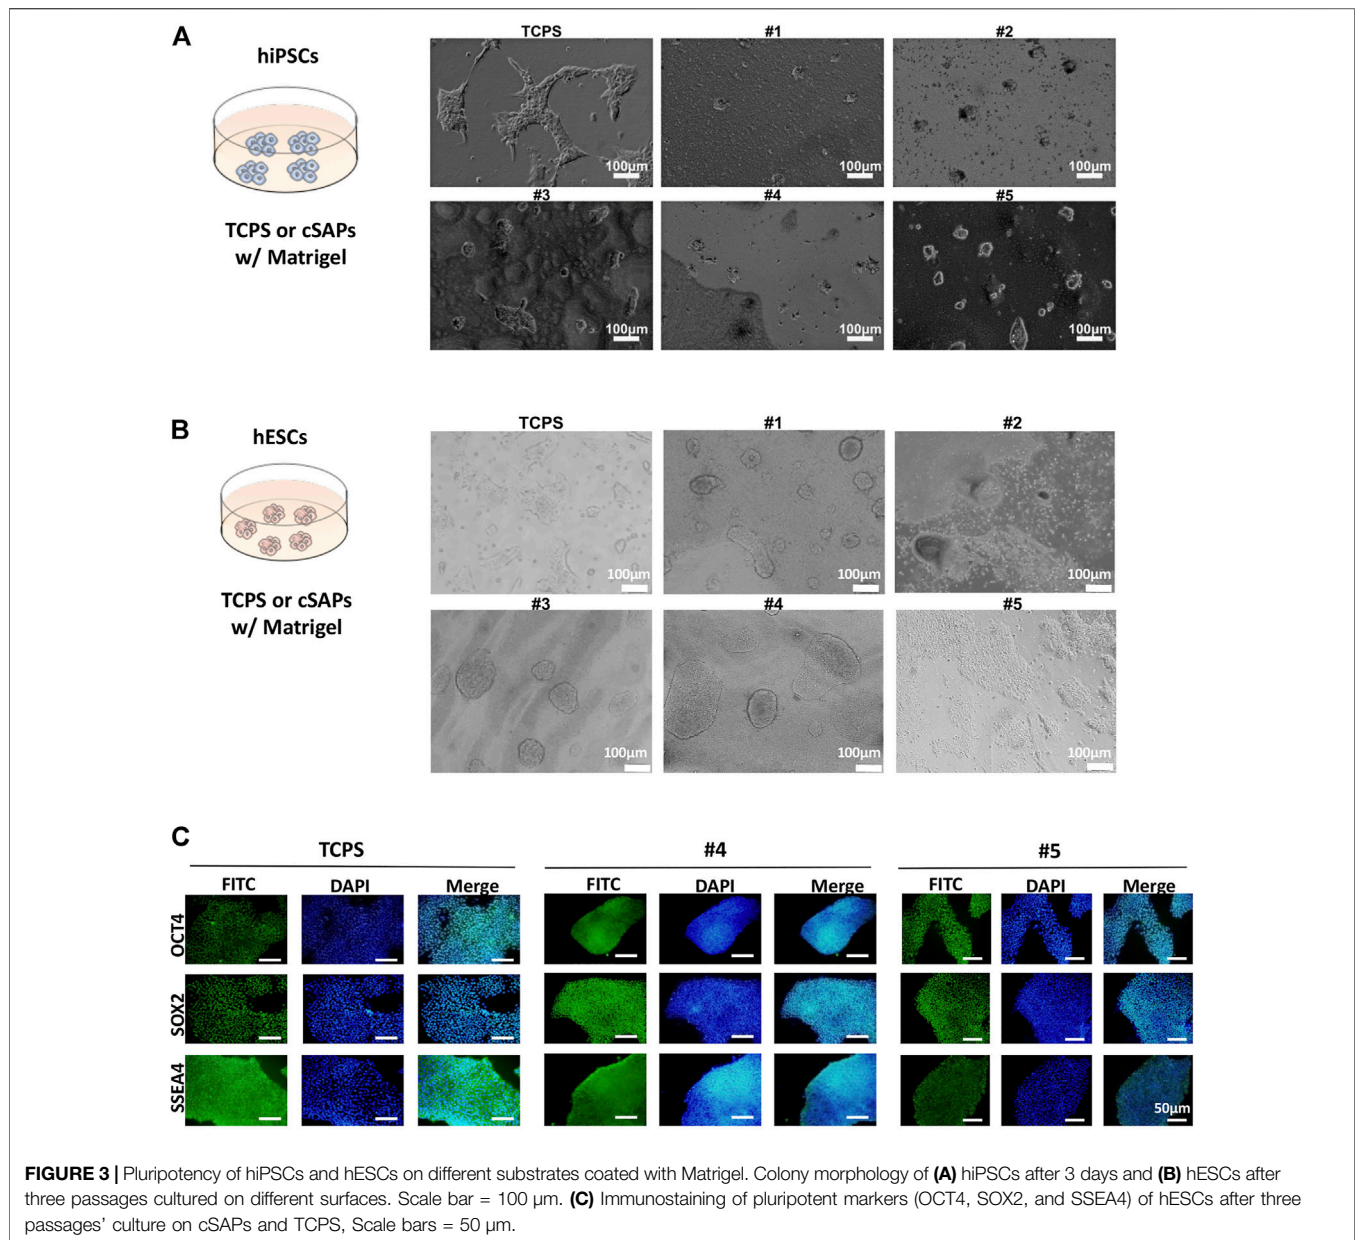 A
hiPSCs
TCPS or cSAPs
w/ Matrigel
TCPS
#1
#2
100μm
100μm
100μm
#3
#4
#5
100μm
100μm
100μm
B
hESCs
TCPS or cSAPs
w/ Matrigel
TCPS
#1
#2
100μm
100μm
100μm
#3
#4
#5
100μm
100μm
100μm
C
TCPS
#4
#5
FITC DAPI Merge
FITC DAPI Merge
FITC DAPI Merge
OCT4
SOX2
SSEA4
50μm
FIGURE 3 | Pluripotency of hiPSCs and hESCs on different substrates coated with Matrigel. Colony morphology of (A) hiPSCs after 3 days and (B) hESCs after
three passages cultured on different surfaces. Scale bar = 100 μm. (C) Immunostaining of pluripotent markers (OCT4, SOX2, and SSEA4) of hESCs after three
passages’ culture on cSAPs and TCPS, Scale bars = 50 μm.